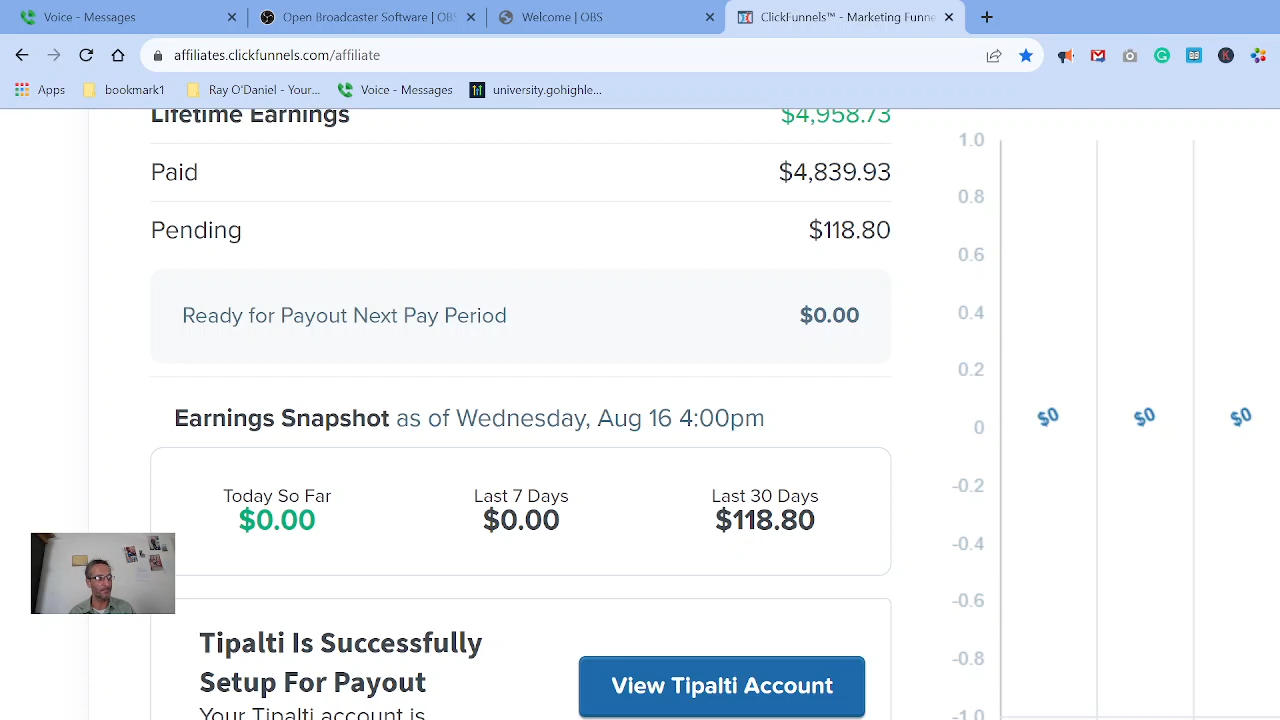 Voice - Messages
Open Broadcaster Software | OBS
Welcome | OBS
ClickFunnels™ - Marketing Funne
affiliates.clickfunnels.com/affiliate
Apps
bookmark1
Ray O'Daniel - Your...
Voice - Messages
university.gohighle...
Lifetime Earnings $4,958.73
Paid $4,839.93
Pending $118.80
Ready for Payout Next Pay Period $0.00
Earnings Snapshot as of Wednesday, Aug 16 4:00pm
Today So Far
$0.00
Last 7 Days
$0.00
Last 30 Days
$118.80
Tipalti Is Successfully
Setup For Payout
Your Tipalti account is
View Tipalti Account
1.0
0.8
0.6
0.4
0.2
0
-0.2
-0.4
-0.6
-0.8
-1.0
$0 $0 $0